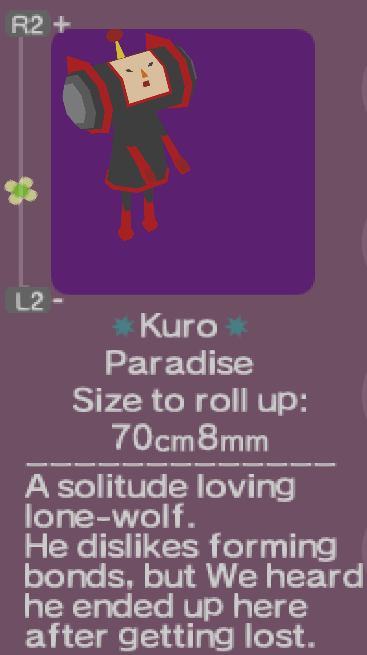 R2 +
L2 -
Kuro
Paradise
Size to roll up:
70cm8mm
A solitude loving
lone-wolf.
He dislikes forming
bonds, but We heard
he ended up here
after getting lost.